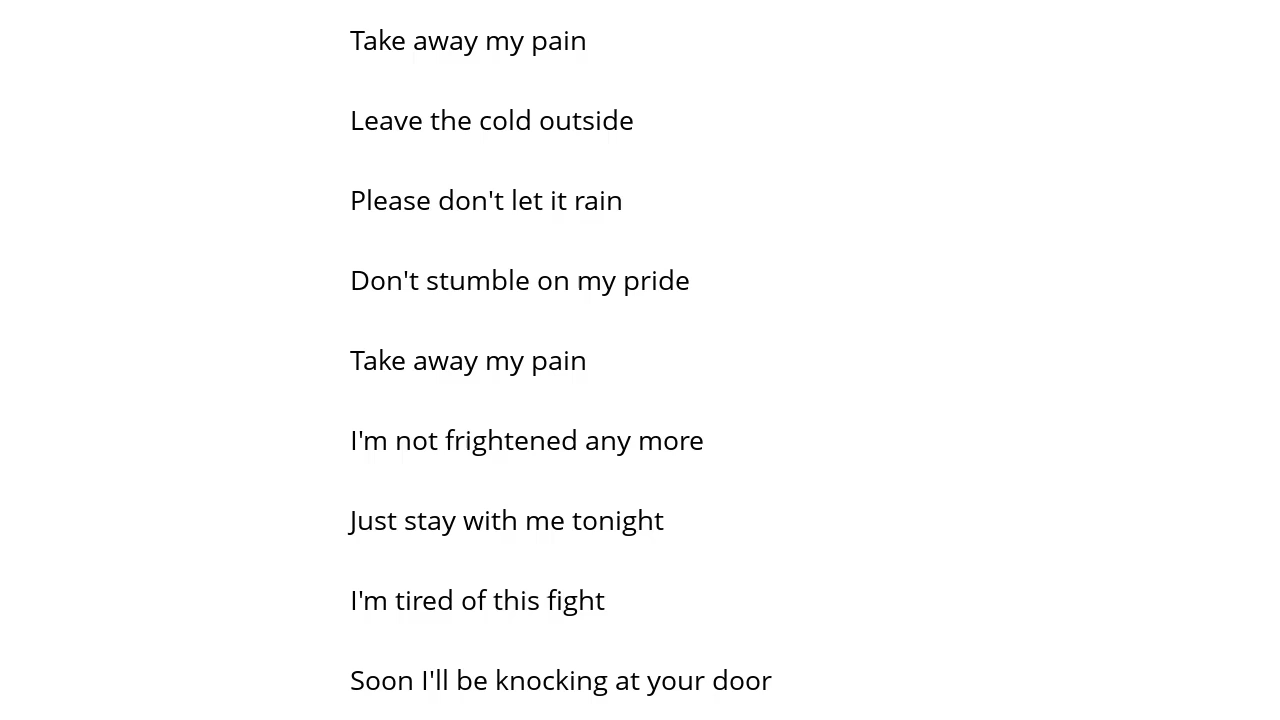 Take away my pain
Leave the cold outside
Please don't let it rain
Don't stumble on my pride
Take away my pain
I'm not frightened any more
Just stay with me tonight
I'm tired of this fight
Soon I'll be knocking at your door